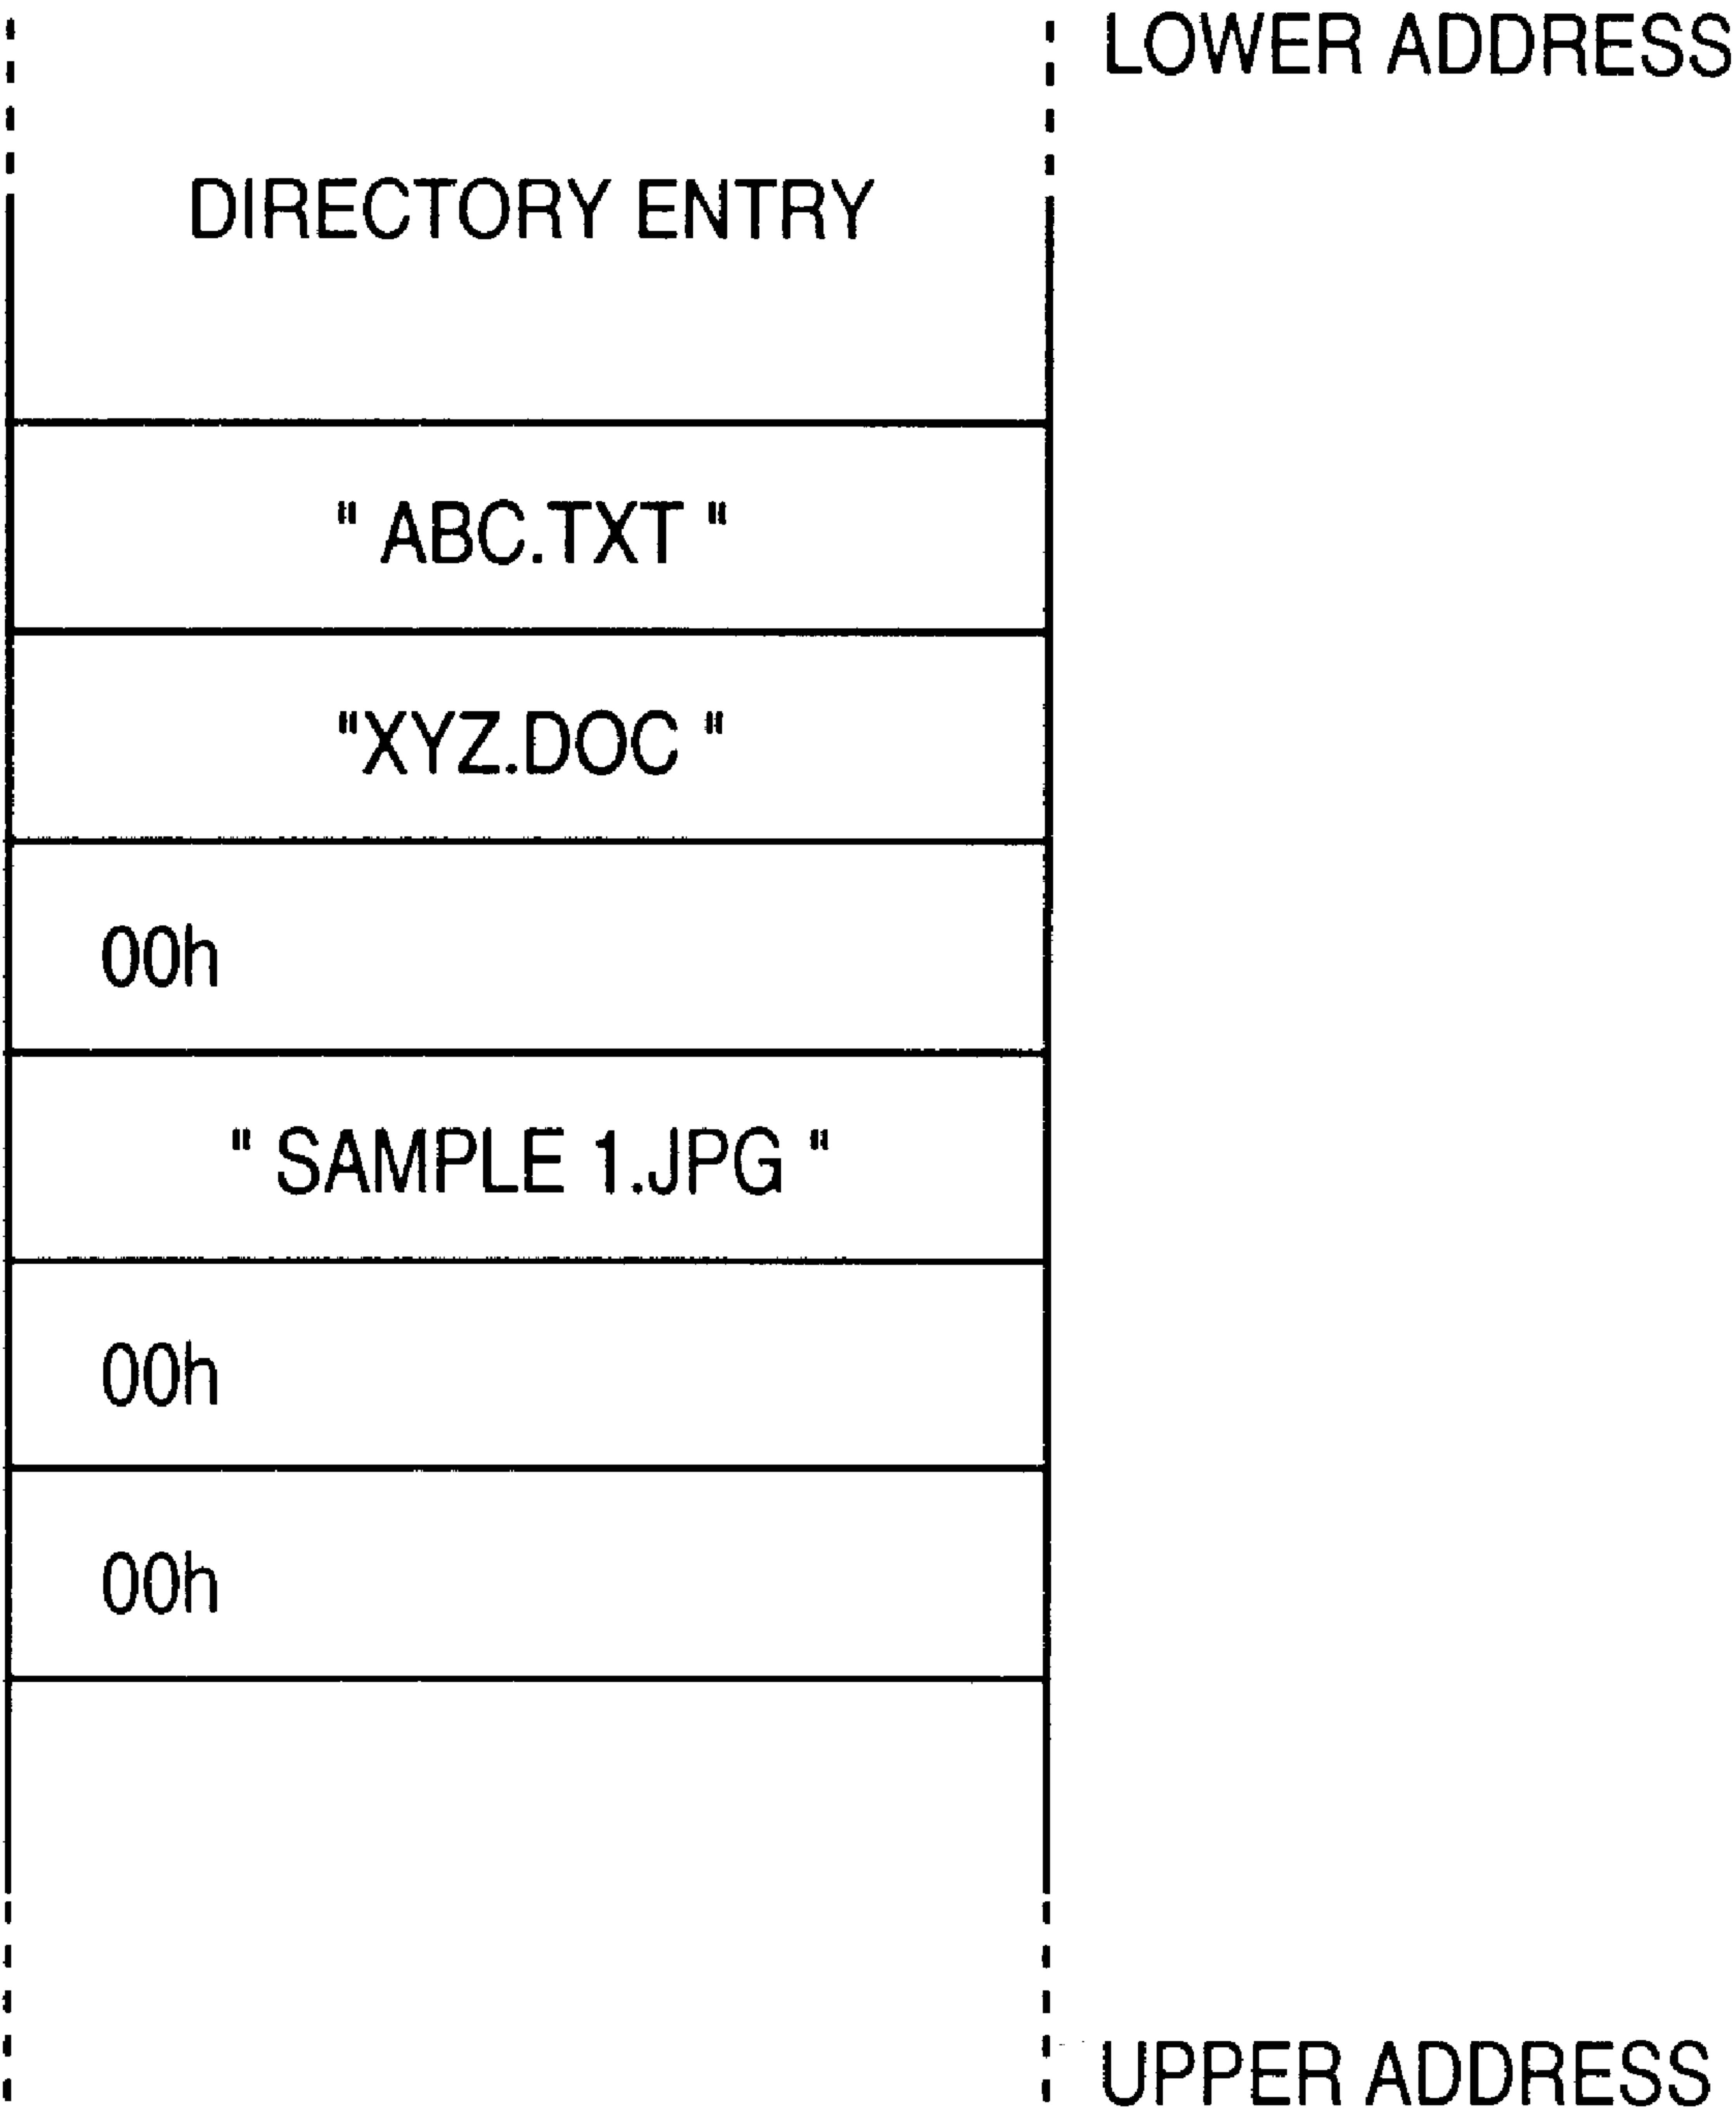 LOWER ADDRESS
DIRECTORY ENTRY
" ABC.TXT "
"XYZ.DOC "
00h
" SAMPLE 1.JPG "
00h
00h
UPPER ADDRESS